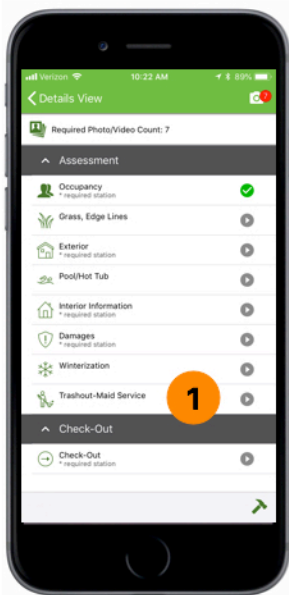 Verizon 10:22 AM 89%
Details View 7
Required Photo/Video Count: 7
Assessment
Occupancy
* required station
Grass, Edge Lines
Exterior
* required station
Pool/Hot Tub
Interior Information
* required station
Damages
* required station
Winterization
Trashout-Maid Service
1
Check-Out
Check-Out
* required station